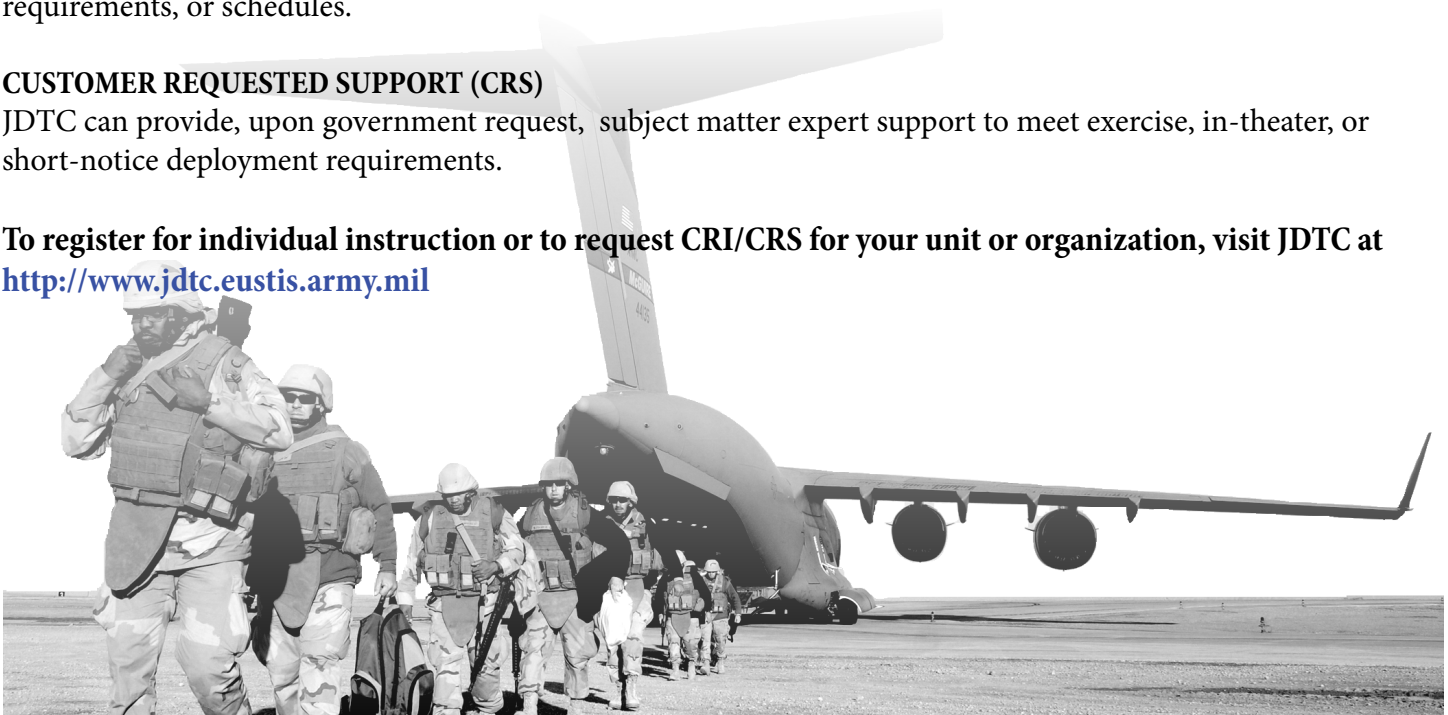 requirements, or schedules.
CUSTOMER REQUESTED SUPPORT (CRS)
JDTC can provide, upon government request,  subject matter expert support to meet exercise, in-theater, or
short-notice deployment requirements.
To register for individual instruction or to request CRI/CRS for your unit or organization, visit JDTC at
http://www.jdtc.eustis.army.mil